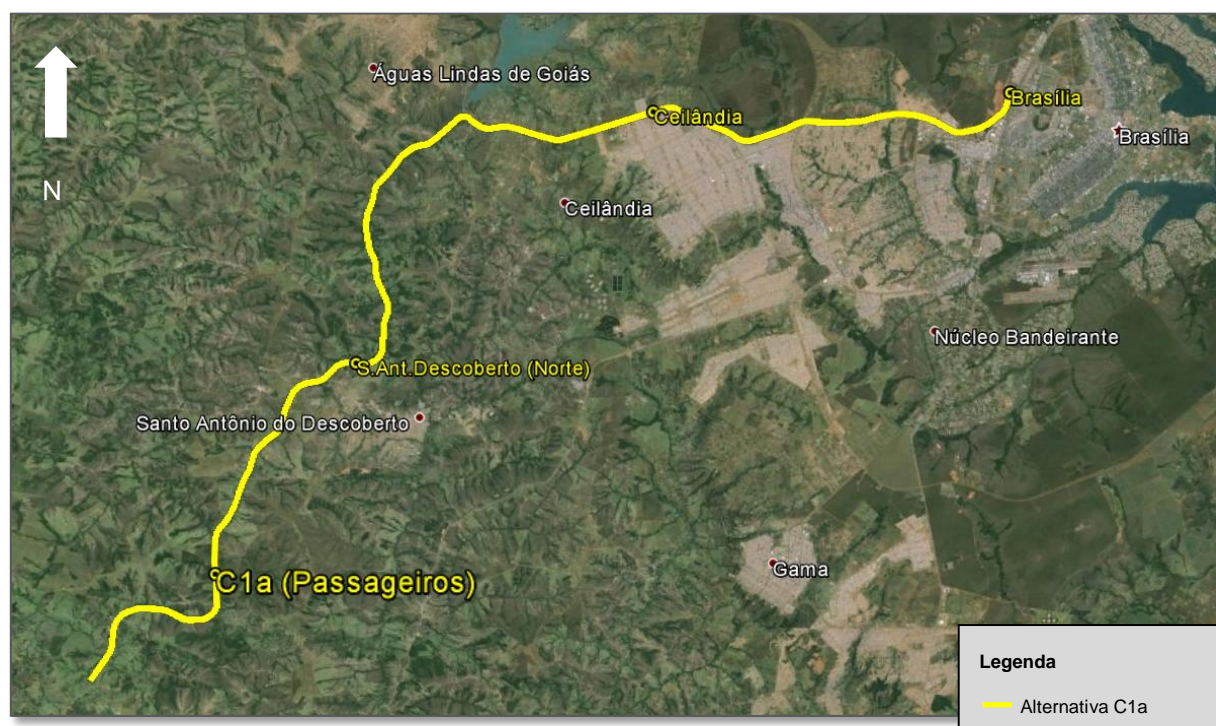 Águas Lindas de Goiás
Brasília
Ceilândia
Brasília
N
Ceilândia
Núcleo Bandeirante
S.Ant.Descoberto (Norte)
Santo Antônio do Descoberto
C1a (Passageiros)
Gama
Legenda
Alternativa C1a